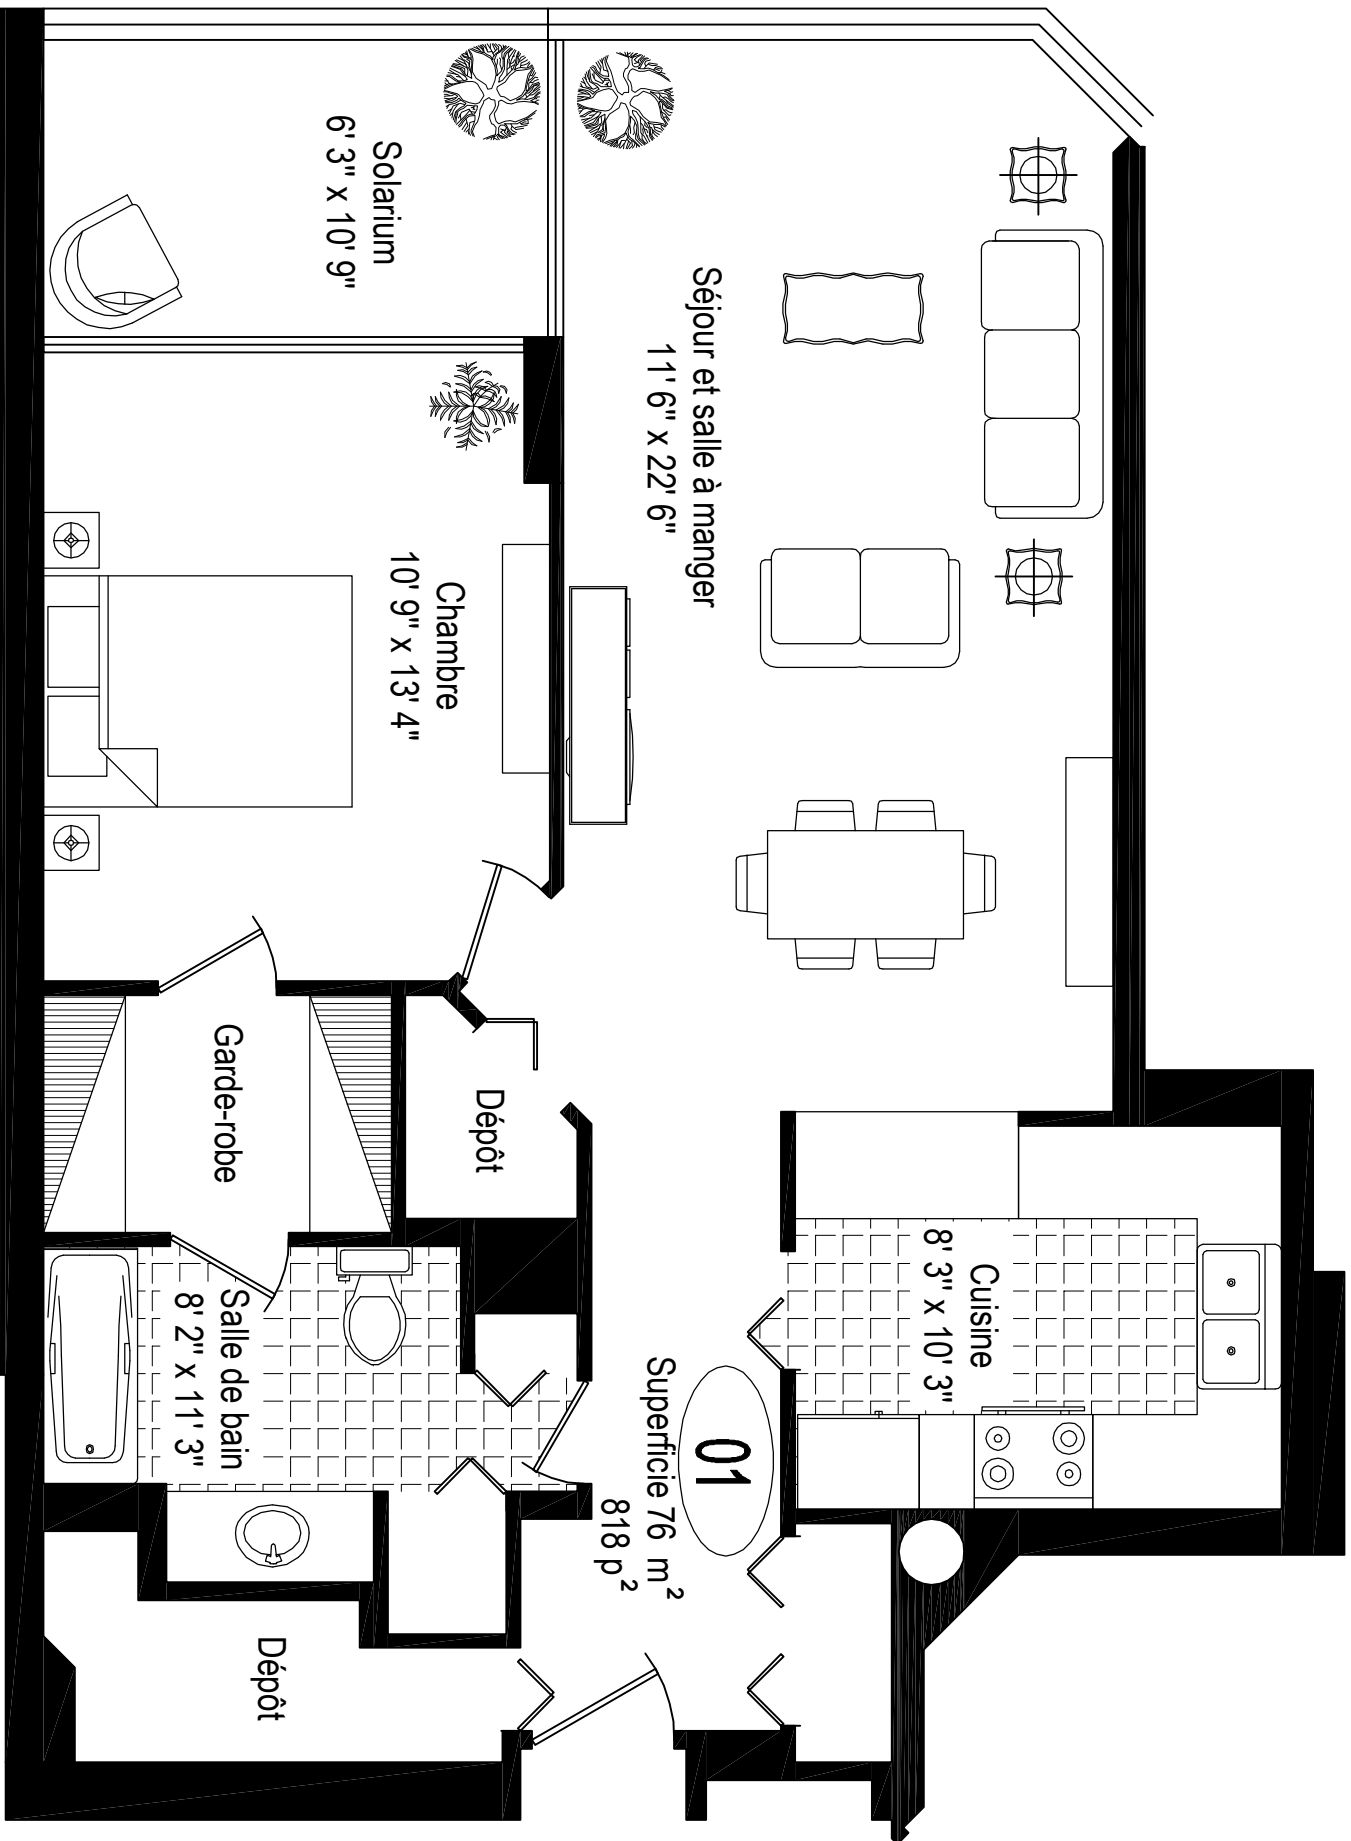 Solarium
6' 3" x 10' 9"
Séjour et salle à manger
11' 6" x 22' 6"
Chambre
10' 9" x 13' 4"
Garde-robe
Dépôt
Cuisine
8' 3" x 10' 3"
Salle de bain
8' 2" x 11' 3"
01
Superficie 76 m²
818 p²
Dépôt